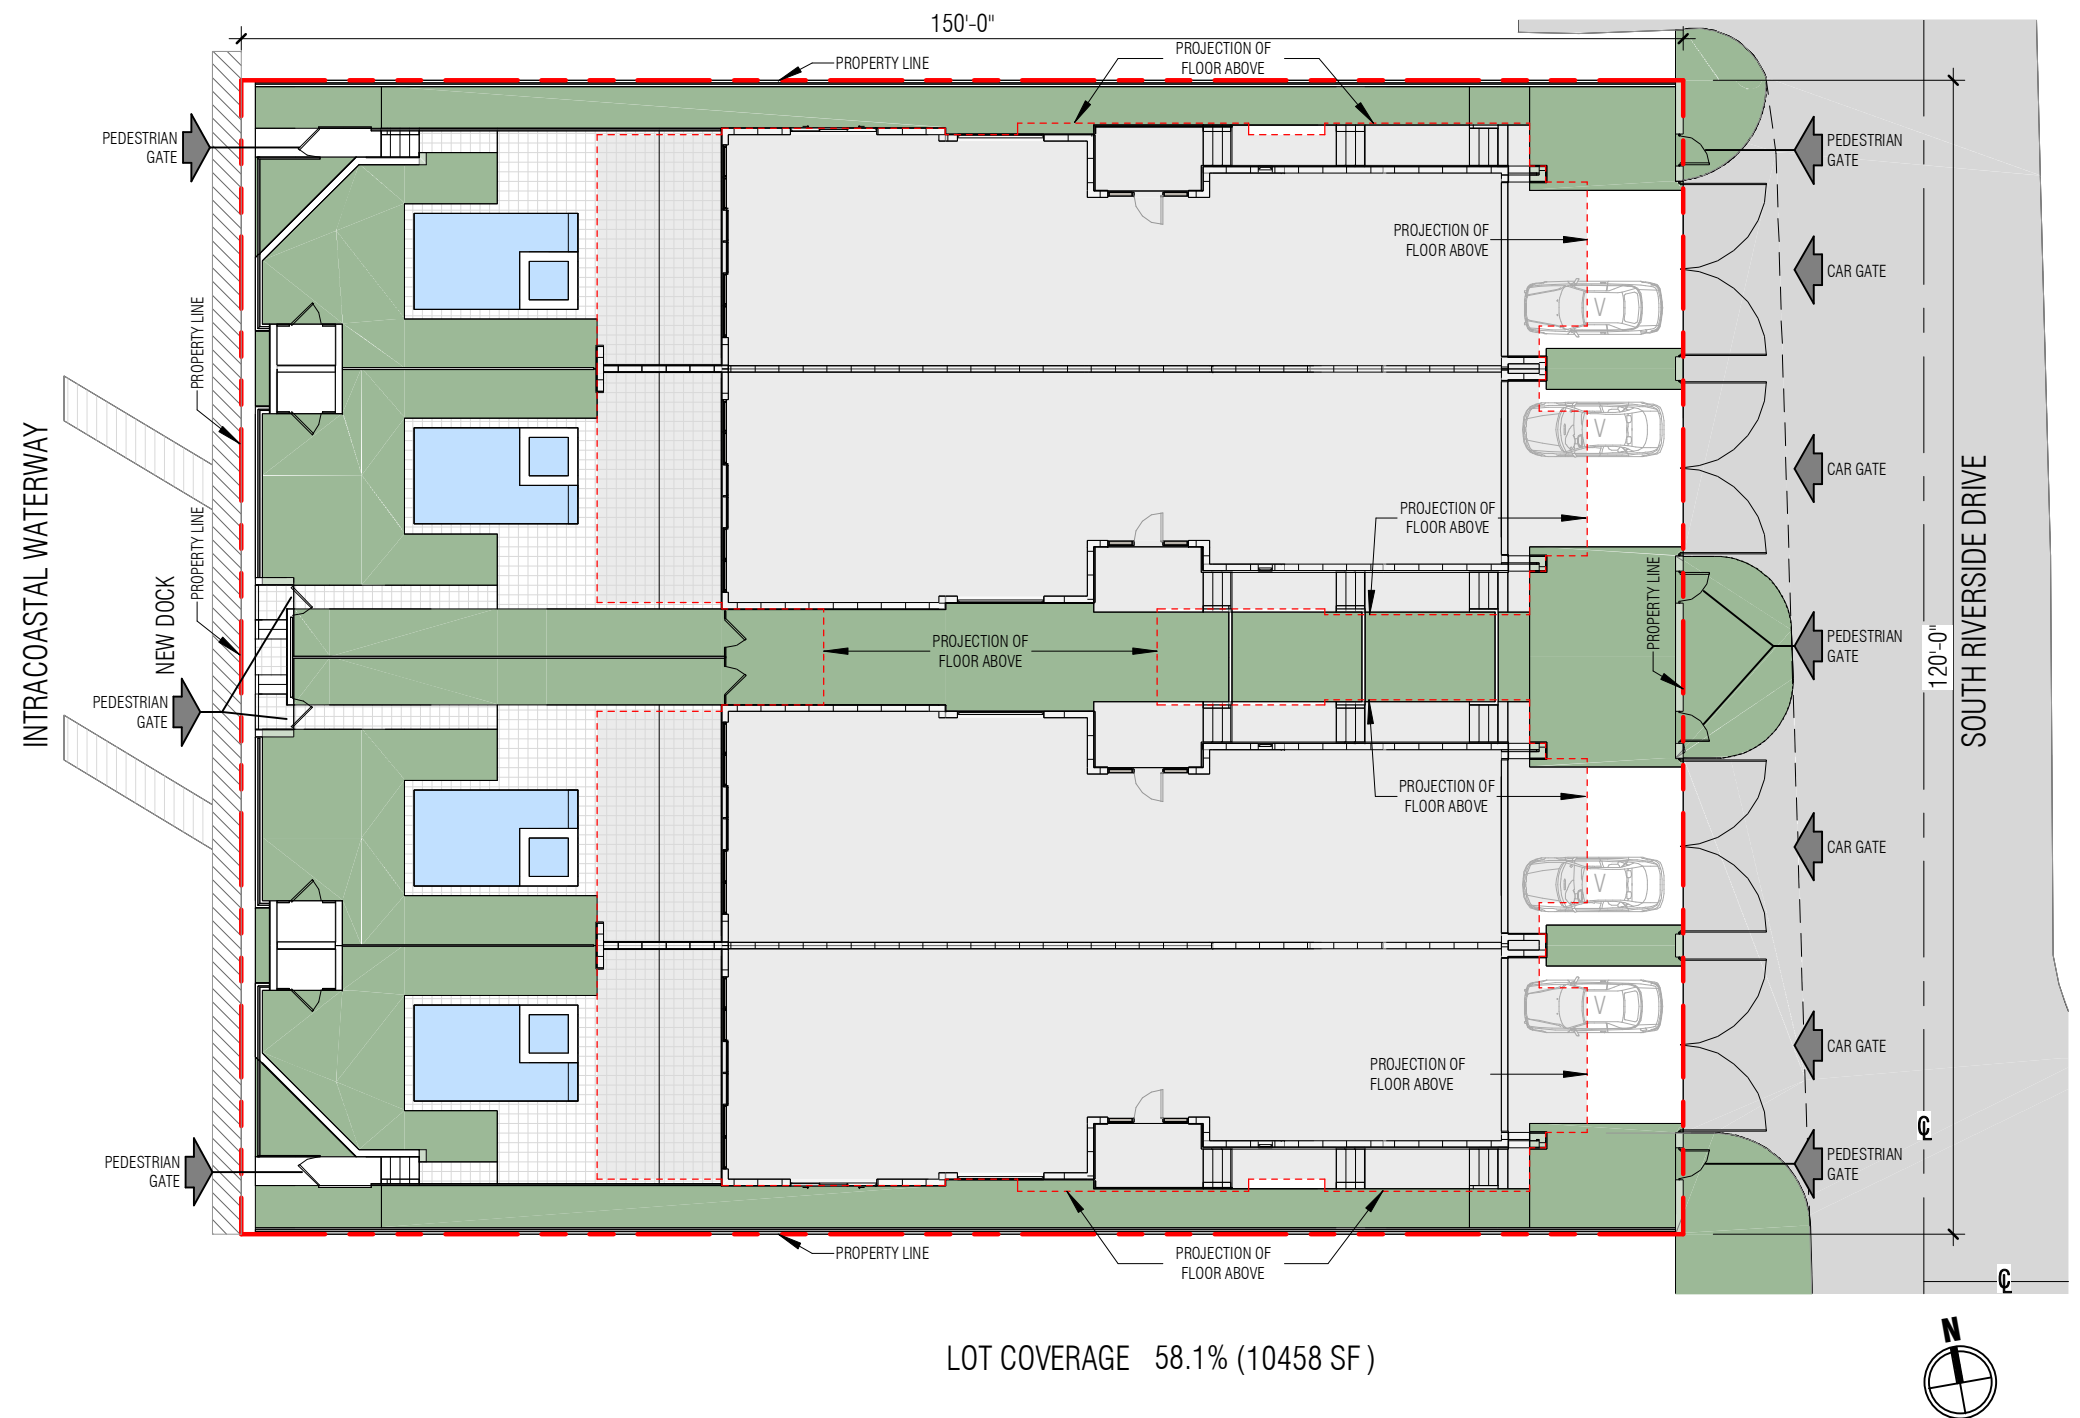 150'-0"
PROPERTY LINE
PROJECTION OF
FLOOR ABOVE
PEDESTRIAN
GATE
PEDESTRIAN
GATE
PROJECTION OF
FLOOR ABOVE
CAR GATE
PROPERTY LINE
CAR GATE
INTRACOASTAL WATERWAY
PROPERTY LINE
NEW DOCK
PROJECTION OF
FLOOR ABOVE
PROPERTY LINE
SOUTH RIVERSIDE DRIVE
120'-0"
PROJECTION OF
FLOOR ABOVE
PEDESTRIAN
GATE
PEDESTRIAN
GATE
PROJECTION OF
FLOOR ABOVE
CAR GATE
CAR GATE
PROJECTION OF
FLOOR ABOVE
℄
PEDESTRIAN
GATE
PEDESTRIAN
GATE
PROPERTY LINE
PROJECTION OF
FLOOR ABOVE
℄
N
LOT COVERAGE 58.1% (10458 SF)